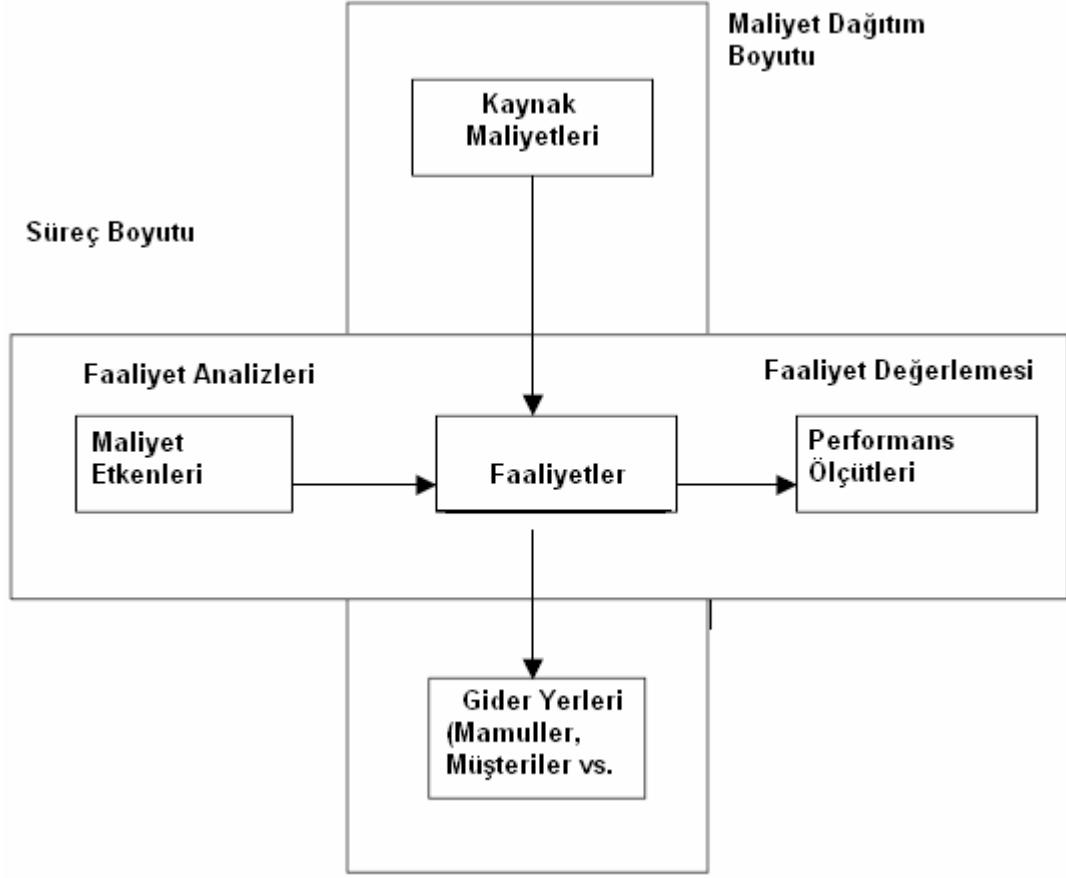 Maliyet Dağıtım
Boyutu
Kaynak
Maliyetleri
Süreç Boyutu
Faaliyet Analizleri
Faaliyet Değerlemesi
Maliyet
Etkenleri
Faaliyetler
Performans
Ölçütleri
Gider Yerleri
(Mamuller,
Müşteriler vs.